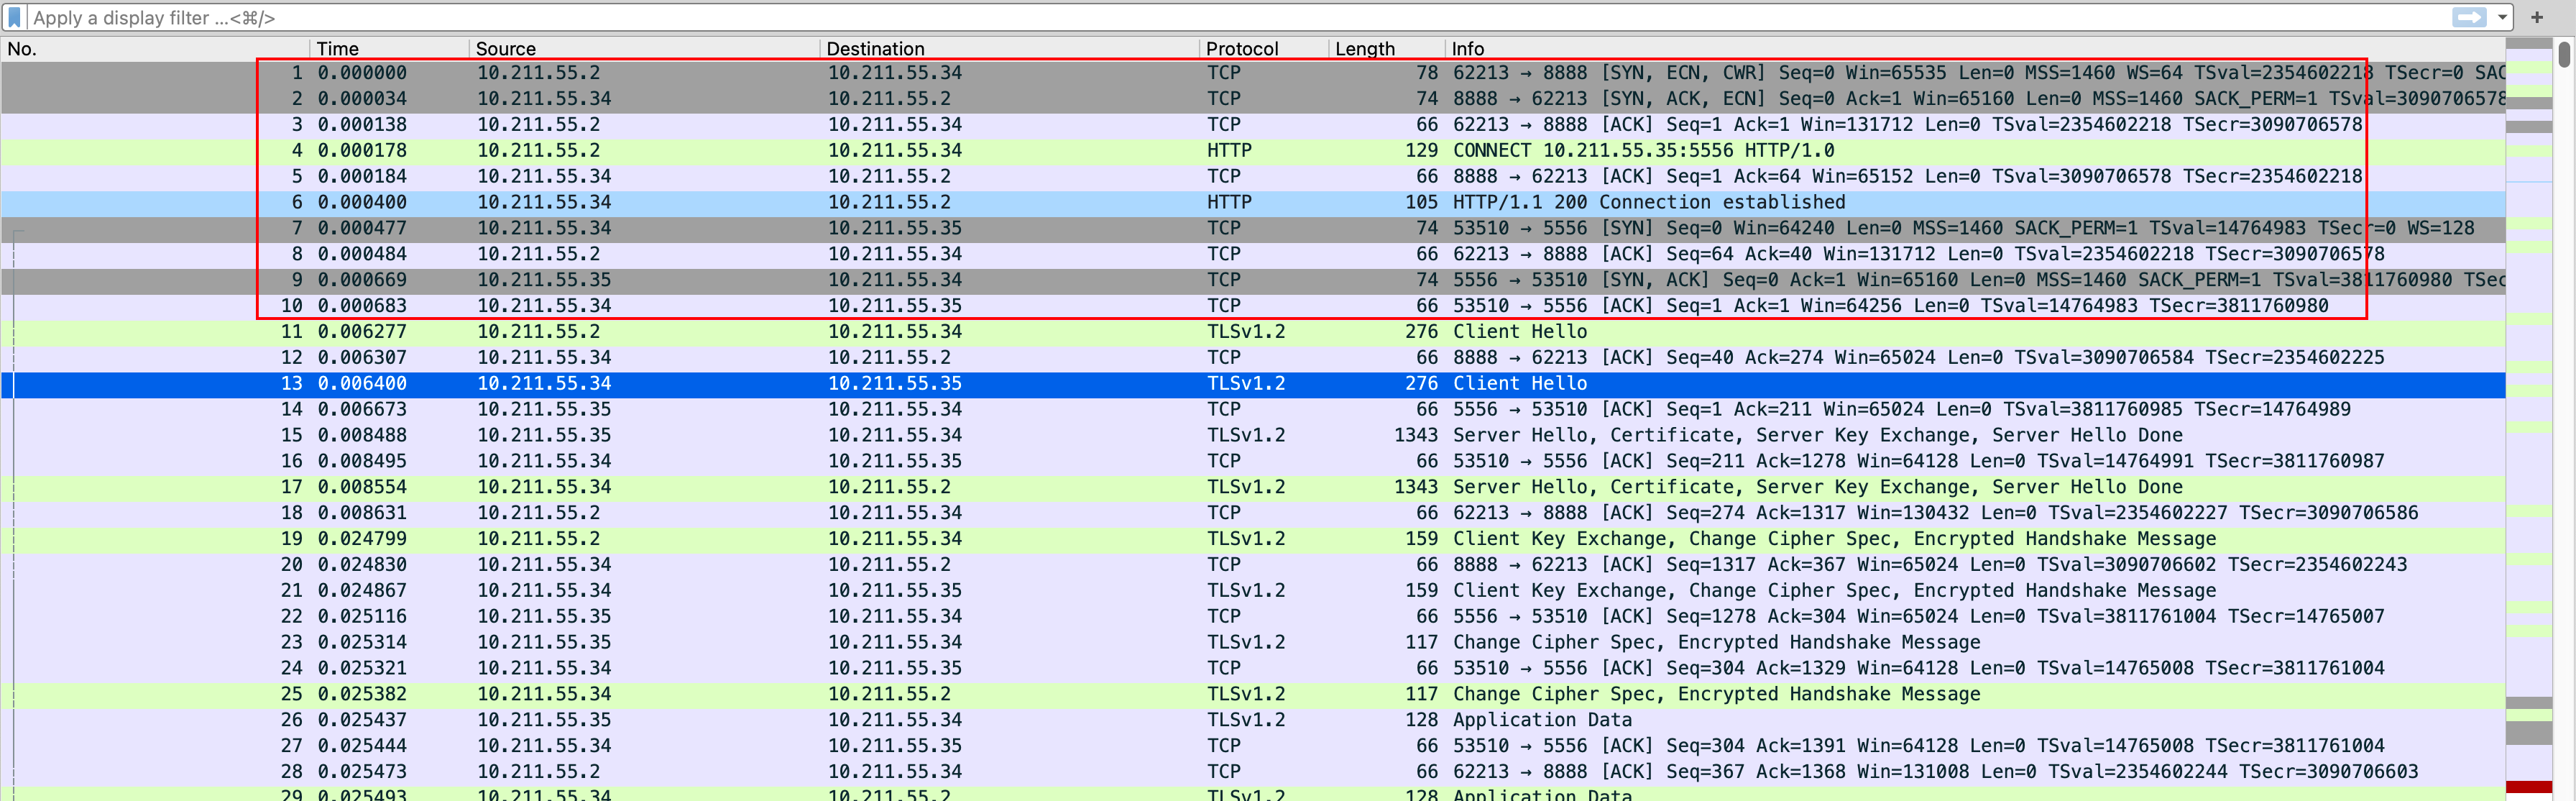 Apply a display filter ...<⌘/>
No. Time Source Destination Protocol Length Info
1 0.000000 10.211.55.2 10.211.55.34 TCP 78 62213 → 8888 [SYN, ECN, CWR] Seq=0 Win=65535 Len=0 MSS=1460 WS=64 TSval=2354602218 TSecr=0 SAC
2 0.000034 10.211.55.34 10.211.55.2 TCP 74 8888 → 62213 [SYN, ACK, ECN] Seq=0 Ack=1 Win=65160 Len=0 MSS=1460 SACK_PERM=1 TSval=3090706578
3 0.000138 10.211.55.2 10.211.55.34 TCP 66 62213 → 8888 [ACK] Seq=1 Ack=1 Win=131712 Len=0 TSval=2354602218 TSecr=3090706578
4 0.000178 10.211.55.2 10.211.55.34 HTTP 129 CONNECT 10.211.55.35:5556 HTTP/1.0
5 0.000184 10.211.55.34 10.211.55.2 TCP 66 8888 → 62213 [ACK] Seq=1 Ack=64 Win=65152 Len=0 TSval=3090706578 TSecr=2354602218
6 0.000400 10.211.55.34 10.211.55.2 HTTP 105 HTTP/1.1 200 Connection established
7 0.000477 10.211.55.34 10.211.55.35 TCP 74 53510 → 5556 [SYN] Seq=0 Win=64240 Len=0 MSS=1460 SACK_PERM=1 TSval=14764983 TSecr=0 WS=128
8 0.000484 10.211.55.2 10.211.55.34 TCP 66 62213 → 8888 [ACK] Seq=64 Ack=40 Win=131712 Len=0 TSval=2354602218 TSecr=3090706578
9 0.000669 10.211.55.35 10.211.55.34 TCP 74 5556 → 53510 [SYN, ACK] Seq=0 Ack=1 Win=65160 Len=0 MSS=1460 SACK_PERM=1 TSval=3811760980 TSec
10 0.000683 10.211.55.34 10.211.55.35 TCP 66 53510 → 5556 [ACK] Seq=1 Ack=1 Win=64256 Len=0 TSval=14764983 TSecr=3811760980
11 0.006277 10.211.55.2 10.211.55.34 TLSv1.2 276 Client Hello
12 0.006307 10.211.55.34 10.211.55.2 TCP 66 8888 → 62213 [ACK] Seq=40 Ack=274 Win=65024 Len=0 TSval=3090706584 TSecr=2354602225
13 0.006400 10.211.55.34 10.211.55.35 TLSv1.2 276 Client Hello
14 0.006673 10.211.55.35 10.211.55.34 TCP 66 5556 → 53510 [ACK] Seq=1 Ack=211 Win=65024 Len=0 TSval=3811760985 TSecr=14764989
15 0.008488 10.211.55.35 10.211.55.34 TLSv1.2 1343 Server Hello, Certificate, Server Key Exchange, Server Hello Done
16 0.008495 10.211.55.34 10.211.55.35 TCP 66 53510 → 5556 [ACK] Seq=211 Ack=1278 Win=64128 Len=0 TSval=14764991 TSecr=3811760987
17 0.008554 10.211.55.34 10.211.55.2 TLSv1.2 1343 Server Hello, Certificate, Server Key Exchange, Server Hello Done
18 0.008631 10.211.55.2 10.211.55.34 TCP 66 62213 → 8888 [ACK] Seq=274 Ack=1317 Win=130432 Len=0 TSval=2354602227 TSecr=3090706586
19 0.024799 10.211.55.2 10.211.55.34 TLSv1.2 159 Client Key Exchange, Change Cipher Spec, Encrypted Handshake Message
20 0.024830 10.211.55.34 10.211.55.2 TCP 66 8888 → 62213 [ACK] Seq=1317 Ack=367 Win=65024 Len=0 TSval=3090706602 TSecr=2354602243
21 0.024867 10.211.55.34 10.211.55.35 TLSv1.2 159 Client Key Exchange, Change Cipher Spec, Encrypted Handshake Message
22 0.025116 10.211.55.35 10.211.55.34 TCP 66 5556 → 53510 [ACK] Seq=1278 Ack=304 Win=65024 Len=0 TSval=3811761004 TSecr=14765007
23 0.025314 10.211.55.35 10.211.55.34 TLSv1.2 117 Change Cipher Spec, Encrypted Handshake Message
24 0.025321 10.211.55.34 10.211.55.35 TCP 66 53510 → 5556 [ACK] Seq=304 Ack=1329 Win=64128 Len=0 TSval=14765008 TSecr=3811761004
25 0.025382 10.211.55.34 10.211.55.2 TLSv1.2 117 Change Cipher Spec, Encrypted Handshake Message
26 0.025437 10.211.55.35 10.211.55.34 TLSv1.2 128 Application Data
27 0.025444 10.211.55.34 10.211.55.35 TCP 66 53510 → 5556 [ACK] Seq=304 Ack=1391 Win=64128 Len=0 TSval=14765008 TSecr=3811761004
28 0.025473 10.211.55.2 10.211.55.34 TCP 66 62213 → 8888 [ACK] Seq=367 Ack=1368 Win=131008 Len=0 TSval=2354602244 TSecr=3090706603
29 0.025493 10.211.55.34 10.211.55.2 TLSv1.2 128 Application Data